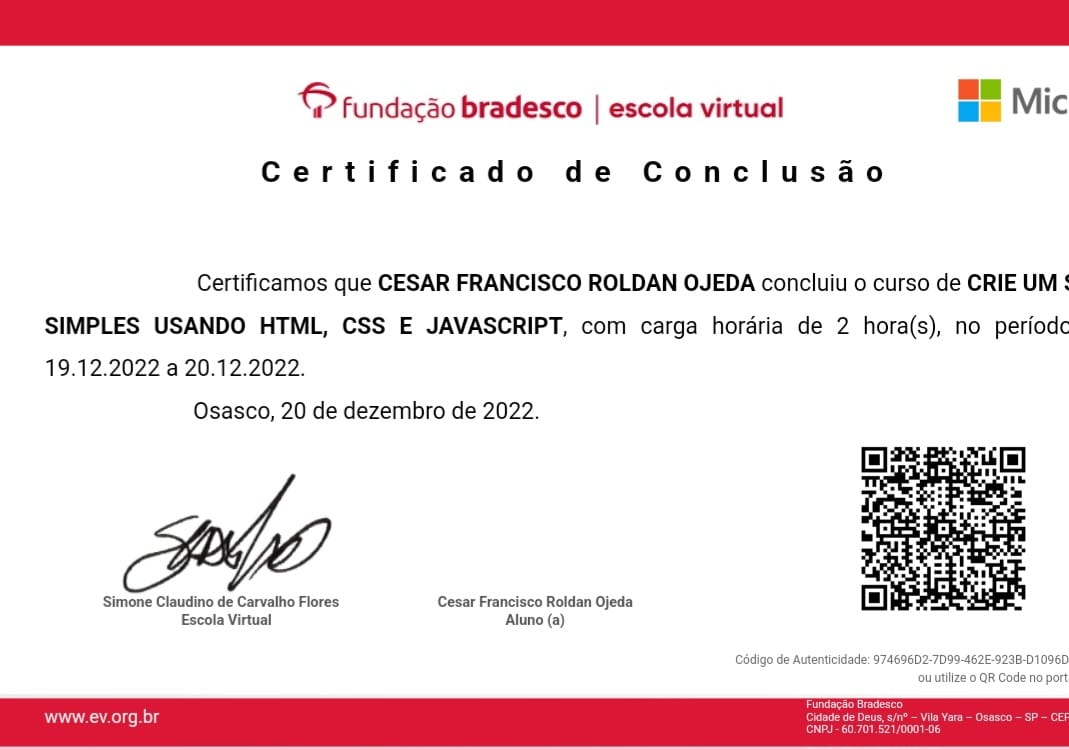 fundação bradesco | escola virtual
Mic
Certificado de Conclusão
Certificamos que CESAR FRANCISCO ROLDAN OJEDA concluiu o curso de CRIE UM S
SIMPLES USANDO HTML, CSS E JAVASCRIPT, com carga horária de 2 hora(s), no período
19.12.2022 a 20.12.2022.
Osasco, 20 de dezembro de 2022.
Simone Claudino de Carvalho Flores
Escola Virtual
Cesar Francisco Roldan Ojeda
Aluno (a)
Código de Autenticidade: 974696D2-7D99-462E-923B-D1096D
ou utilize o QR Code no port
www.ev.org.br
Fundação Bradesco
Cidade de Deus, s/nº – Vila Yara – Osasco – SP – CEP
CNPJ - 60.701.521/0001-06